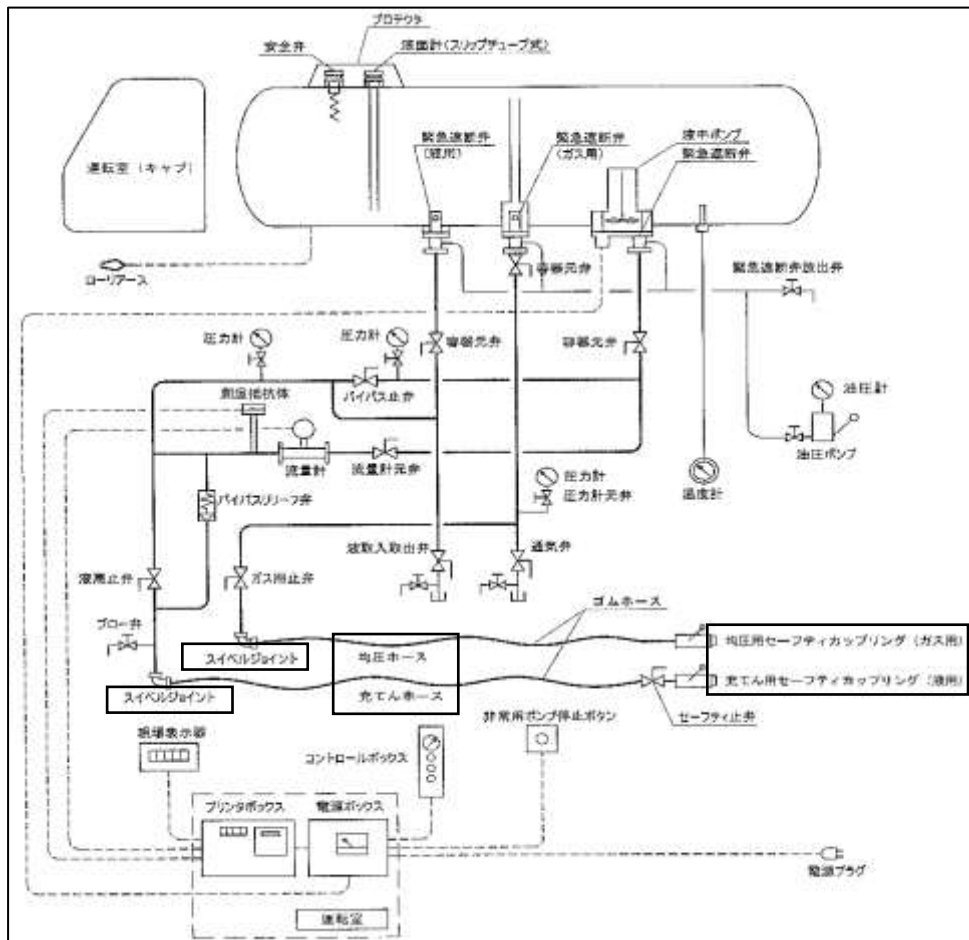 プロテクタ
安全弁
液面計(スリップチューブ式)
運転室(キャブ)
緊急遮断弁
(液用)
緊急遮断弁
(ガス用)
液中ポンプ
緊急遮断弁
ローリアース
容器元弁
緊急遮断弁放出弁
圧力計
圧力計
容器元弁
容器元弁
測温抵抗体
バイパス止弁
油圧計
流量計
流量計元弁
圧力計
圧力計元弁
温度計
油圧ポンプ
バイパスリリーフ弁
液取入取出弁
通気弁
ガス用止弁
ブロー弁
ゴムホース
スイベルジョイント
均圧ホース
均圧用セーフティカップリング(ガス用)
スイベルジョイント
充てんホース
充てん用セーフティカップリング(液用)
セーフティ止弁
現場表示器
コントロールボックス
非常用ポンプ停止ボタン
プリンタボックス
電源ボックス
電源プラグ
運転室